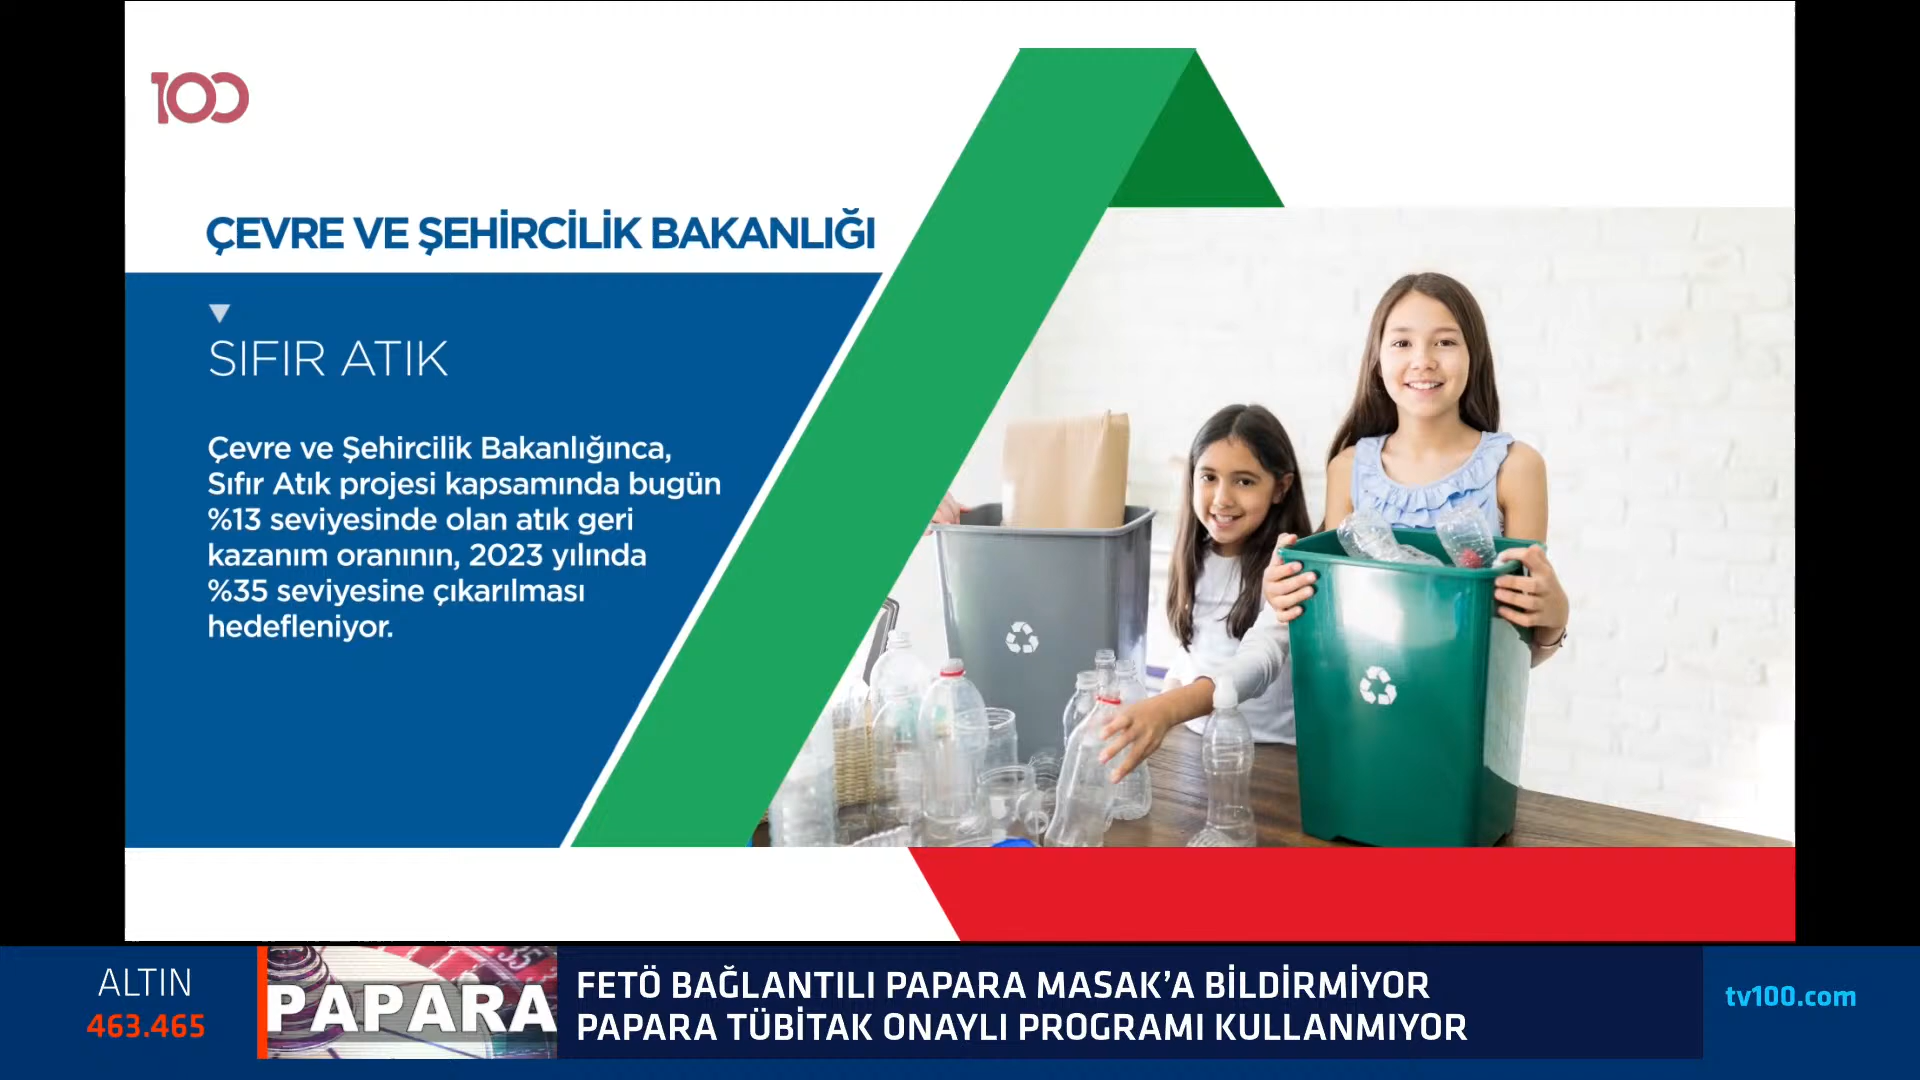 100
ÇEVRE VE ŞEHİRCİLİK BAKANLIĞI
SIFIR ATIK
Çevre ve Şehircilik Bakanlığınca,
Sıfır Atık projesi kapsamında bugün
%13 seviyesinde olan atık geri
kazanım oranının, 2023 yılında
%35 seviyesine çıkarılması
hedefleniyor.
ALTIN
463.465
35
PAPARA
FETÖ BAĞLANTILI PAPARA MASAK’A BİLDİRMİYOR
PAPARA TÜBİTAK ONAYLI PROGRAMI KULLANMIYOR
tv100.com